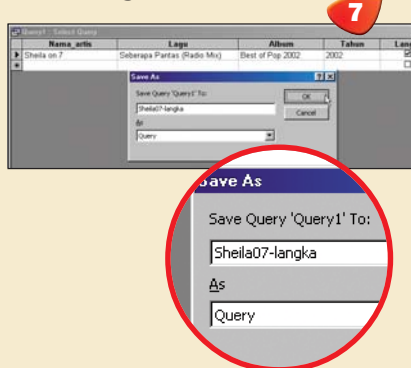 7
Query1 : Select Query
Nama_artis Lagu Album Tahun Lang
Sheila on 7 Seberapa Pantas (Radio Mix) Best of Pop 2002 2002
Save As
Save Query 'Query1' To:
Sheila07-langka
As
Query
OK
Cancel
Save As
Save Query 'Query1' To:
Sheila07-langka
As
Query